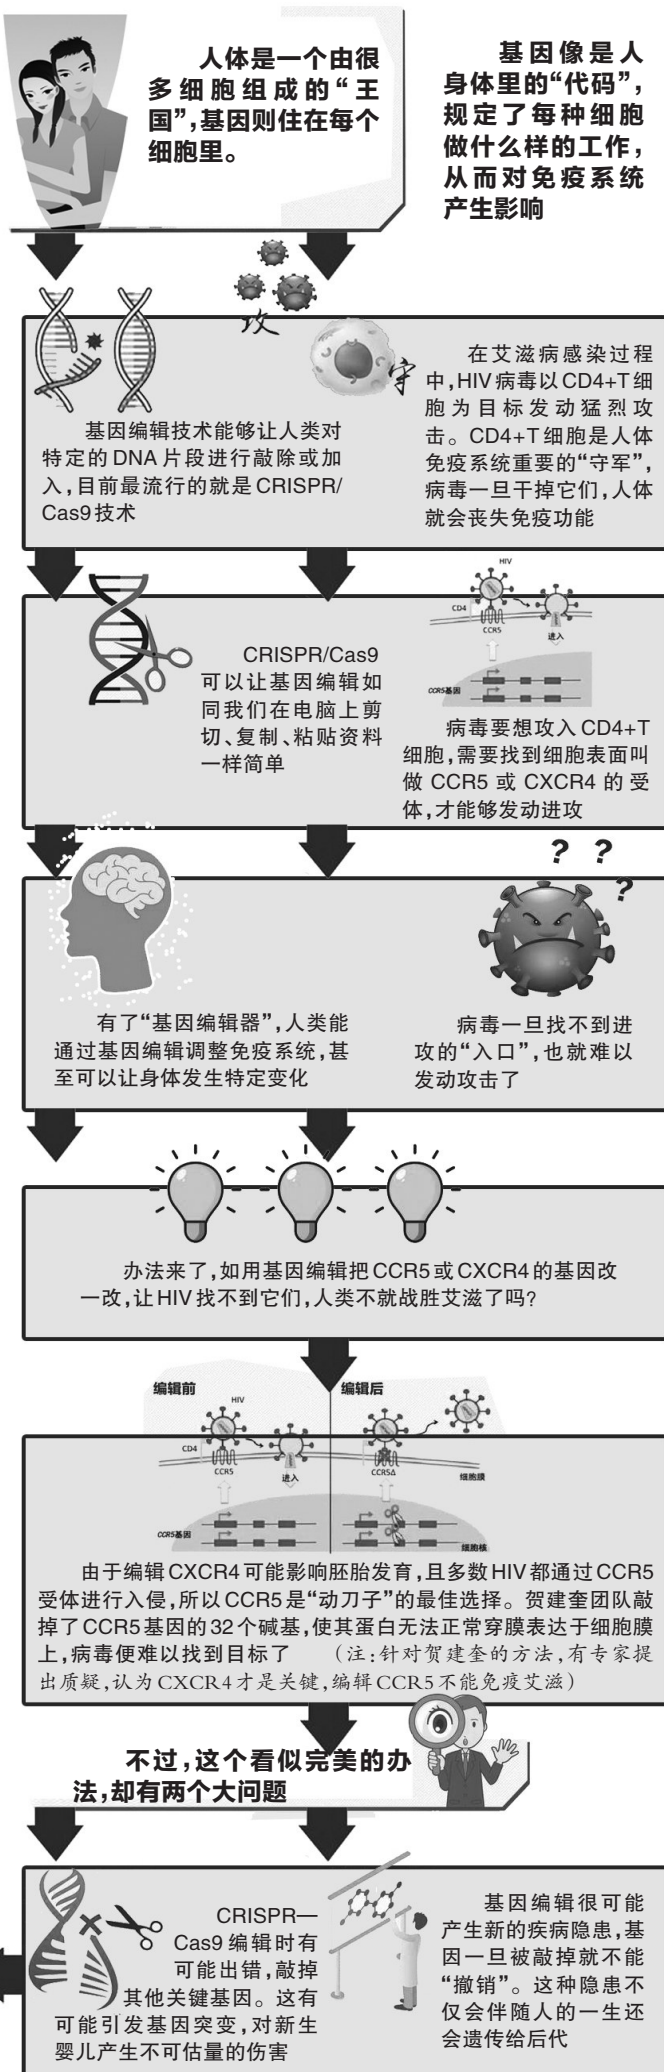 人体是一个由很
多细胞组成的“王
国”,基因则住在每个
细胞里。
基因像是人
身体里的“代码”,
规定了每种细胞
做什么样的工作,
从而对免疫系统
产生影响
攻
守
基因编辑技术能够让人类对
特定的DNA片段进行敲除或加
入,目前最流行的就是CRISPR/
Cas9技术
在艾滋病感染过程
中,HIV病毒以CD4+T细
胞为目标发动猛烈攻
击。CD4+T细胞是人体
免疫系统重要的“守军”,
病毒一旦干掉它们,人体
就会丧失免疫功能
CRISPR/Cas9
可以让基因编辑如
同我们在电脑上剪
切、复制、粘贴资料
一样简单
HIV
CD4
CCR5
进入
CCR5基因
病毒要想攻入CD4+T
细胞,需要找到细胞表面叫
做CCR5或CXCR4的受
体,才能够发动进攻
? ?
?
有了“基因编辑器”,人类能
通过基因编辑调整免疫系统,甚
至可以让身体发生特定变化
病毒一旦找不到进
攻的“入口”,也就难以
发动攻击了
办法来了,如用基因编辑把CCR5或CXCR4的基因改
一改,让HIV找不到它们,人类不就战胜艾滋了吗?
编辑前
编辑后
HIV
CD4
CCR5
进入
CCR5Δ
细胞膜
CCR5基因
细胞核
由于编辑CXCR4可能影响胚胎发育,且多数HIV都通过CCR5
受体进行入侵,所以CCR5是“动刀子”的最佳选择。贺建奎团队敲
掉了CCR5基因的32个碱基,使其蛋白无法正常穿膜表达于细胞膜
上,病毒便难以找到目标了 (注:针对贺建奎的方法,有专家提
出质疑,认为CXCR4才是关键,编辑CCR5不能免疫艾滋)
不过,这个看似完美的办
法,却有两个大问题
CRISPR—
Cas9编辑时有
可能出错,敲掉
其他关键基因。这有
可能引发基因突变,对新生
婴儿产生不可估量的伤害
基因编辑很可能
产生新的疾病隐患,基
因一旦被敲掉就不能
“撤销”。这种隐患不
仅会伴随人的一生还
会遗传给后代